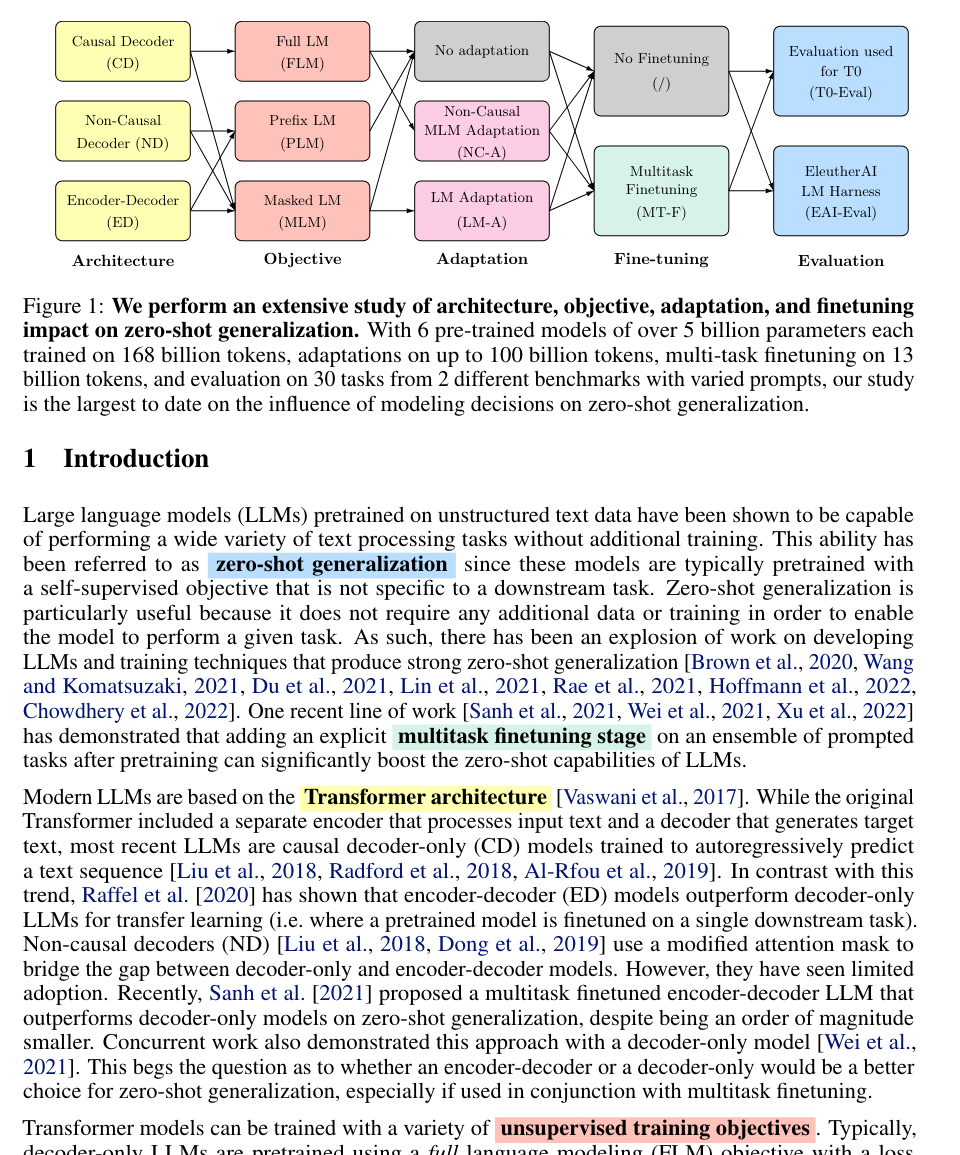 Causal Decoder
(CD)
Non-Causal
Decoder (ND)
Encoder-Decoder
(ED)
Architecture
Full LM
(FLM)
Prefix LM
(PLM)
Masked LM
(MLM)
Objective
No adaptation
Non-Causal
MLM Adaptation
(NC-A)
LM Adaptation
(LM-A)
Adaptation
No Finetuning
(/)
Multitask
Finetuning
(MT-F)
Fine-tuning
Evaluation used
for T0
(T0-Eval)
EleutherAI
LM Harness
(EAI-Eval)
Evaluation
Figure 1: We perform an extensive study of architecture, objective, adaptation, and finetuning
impact on zero-shot generalization. With 6 pre-trained models of over 5 billion parameters each
trained on 168 billion tokens, adaptations on up to 100 billion tokens, multi-task finetuning on 13
billion tokens, and evaluation on 30 tasks from 2 different benchmarks with varied prompts, our study
is the largest to date on the influence of modeling decisions on zero-shot generalization.
1 Introduction
Large language models (LLMs) pretrained on unstructured text data have been shown to be capable
of performing a wide variety of text processing tasks without additional training. This ability has
been referred to as zero-shot generalization since these models are typically pretrained with
a self-supervised objective that is not specific to a downstream task. Zero-shot generalization is
particularly useful because it does not require any additional data or training in order to enable
the model to perform a given task. As such, there has been an explosion of work on developing
LLMs and training techniques that produce strong zero-shot generalization [Brown et al., 2020, Wang
and Komatsuzaki, 2021, Du et al., 2021, Lin et al., 2021, Rae et al., 2021, Hoffmann et al., 2022,
Chowdhery et al., 2022]. One recent line of work [Sanh et al., 2021, Wei et al., 2021, Xu et al., 2022]
has demonstrated that adding an explicit multitask finetuning stage on an ensemble of prompted
tasks after pretraining can significantly boost the zero-shot capabilities of LLMs.
Modern LLMs are based on the Transformer architecture [Vaswani et al., 2017]. While the original
Transformer included a separate encoder that processes input text and a decoder that generates target
text, most recent LLMs are causal decoder-only (CD) models trained to autoregressively predict
a text sequence [Liu et al., 2018, Radford et al., 2018, Al-Rfou et al., 2019]. In contrast with this
trend, Raffel et al. [2020] has shown that encoder-decoder (ED) models outperform decoder-only
LLMs for transfer learning (i.e. where a pretrained model is finetuned on a single downstream task).
Non-causal decoders (ND) [Liu et al., 2018, Dong et al., 2019] use a modified attention mask to
bridge the gap between decoder-only and encoder-decoder models. However, they have seen limited
adoption. Recently, Sanh et al. [2021] proposed a multitask finetuned encoder-decoder LLM that
outperforms decoder-only models on zero-shot generalization, despite being an order of magnitude
smaller. Concurrent work also demonstrated this approach with a decoder-only model [Wei et al.,
2021]. This begs the question as to whether an encoder-decoder or a decoder-only would be a better
choice for zero-shot generalization, especially if used in conjunction with multitask finetuning.
Transformer models can be trained with a variety of unsupervised training objectives . Typically,
decoder-only LLMs are pretrained using a full language modeling (FLM) objective with a loss